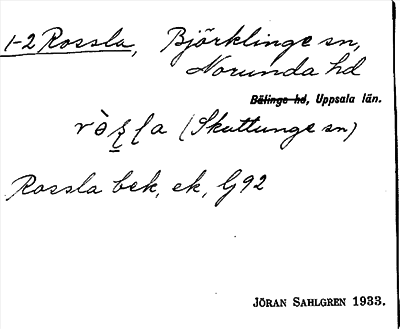 1-2 Rossla, Björklinge sn,
Norunda hd
Bälinge hd, Uppsala län.
(Skuttunge sn)
Rossla bek, ek, G92
JÖRAN SAHLGREN 1933.